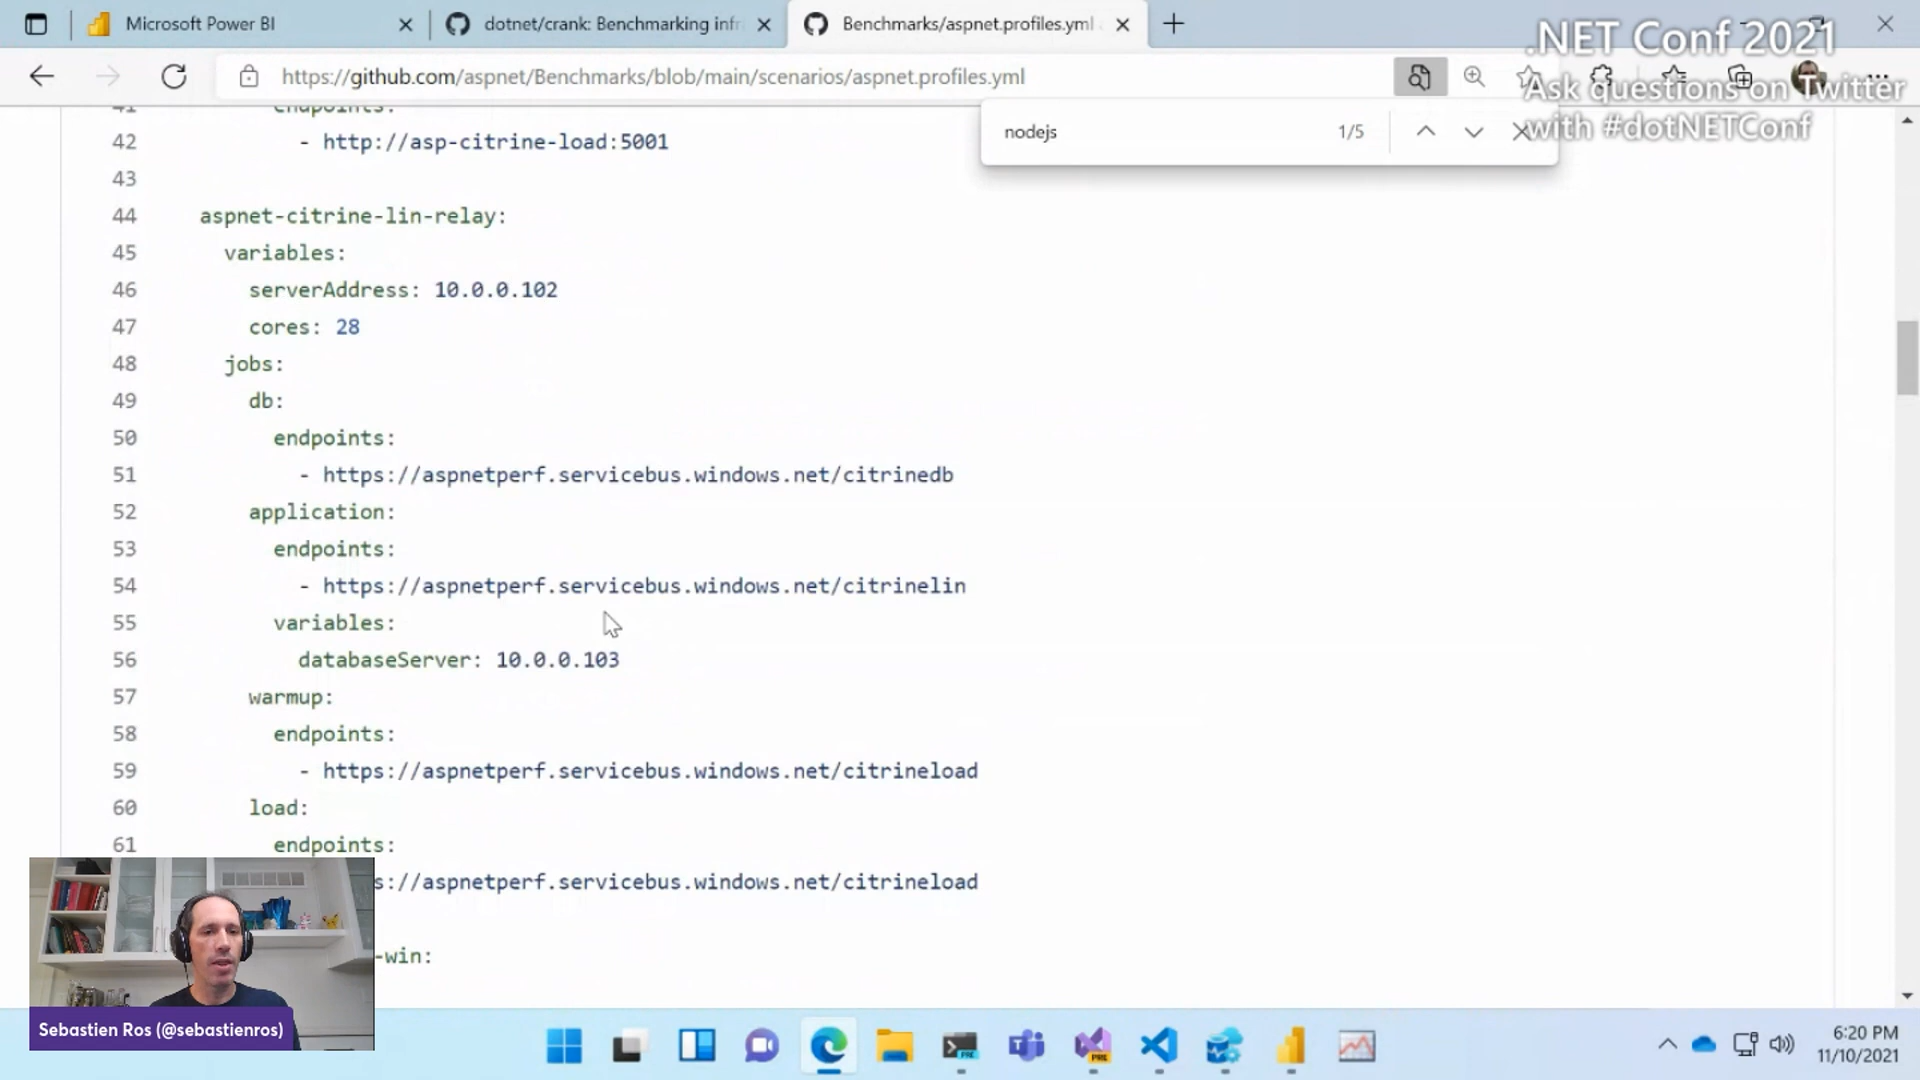 Microsoft Power BI
dotnet/crank: Benchmarking infr
Benchmarks/aspnet.profiles.yml
.NET Conf 2021
https://github.com/aspnet/Benchmarks/blob/main/scenarios/aspnet.profiles.yml
Ask questions on Twitter
with #dotNETConf
nodejs
1/5
41 endpoints:
42 - http://asp-citrine-load:5001
43
44 aspnet-citrine-lin-relay:
45 variables:
46 serverAddress: 10.0.0.102
47 cores: 28
48 jobs:
49 db:
50 endpoints:
51 - https://aspnetperf.servicebus.windows.net/citrinedb
52 application:
53 endpoints:
54 - https://aspnetperf.servicebus.windows.net/citrinelin
55 variables:
56 databaseServer: 10.0.0.103
57 warmup:
58 endpoints:
59 - https://aspnetperf.servicebus.windows.net/citrineload
60 load:
61 endpoints:
s://aspnetperf.servicebus.windows.net/citrineload
-win:
Sebastien Ros (@sebastienros)
PRE
PRE
6:20 PM
11/10/2021